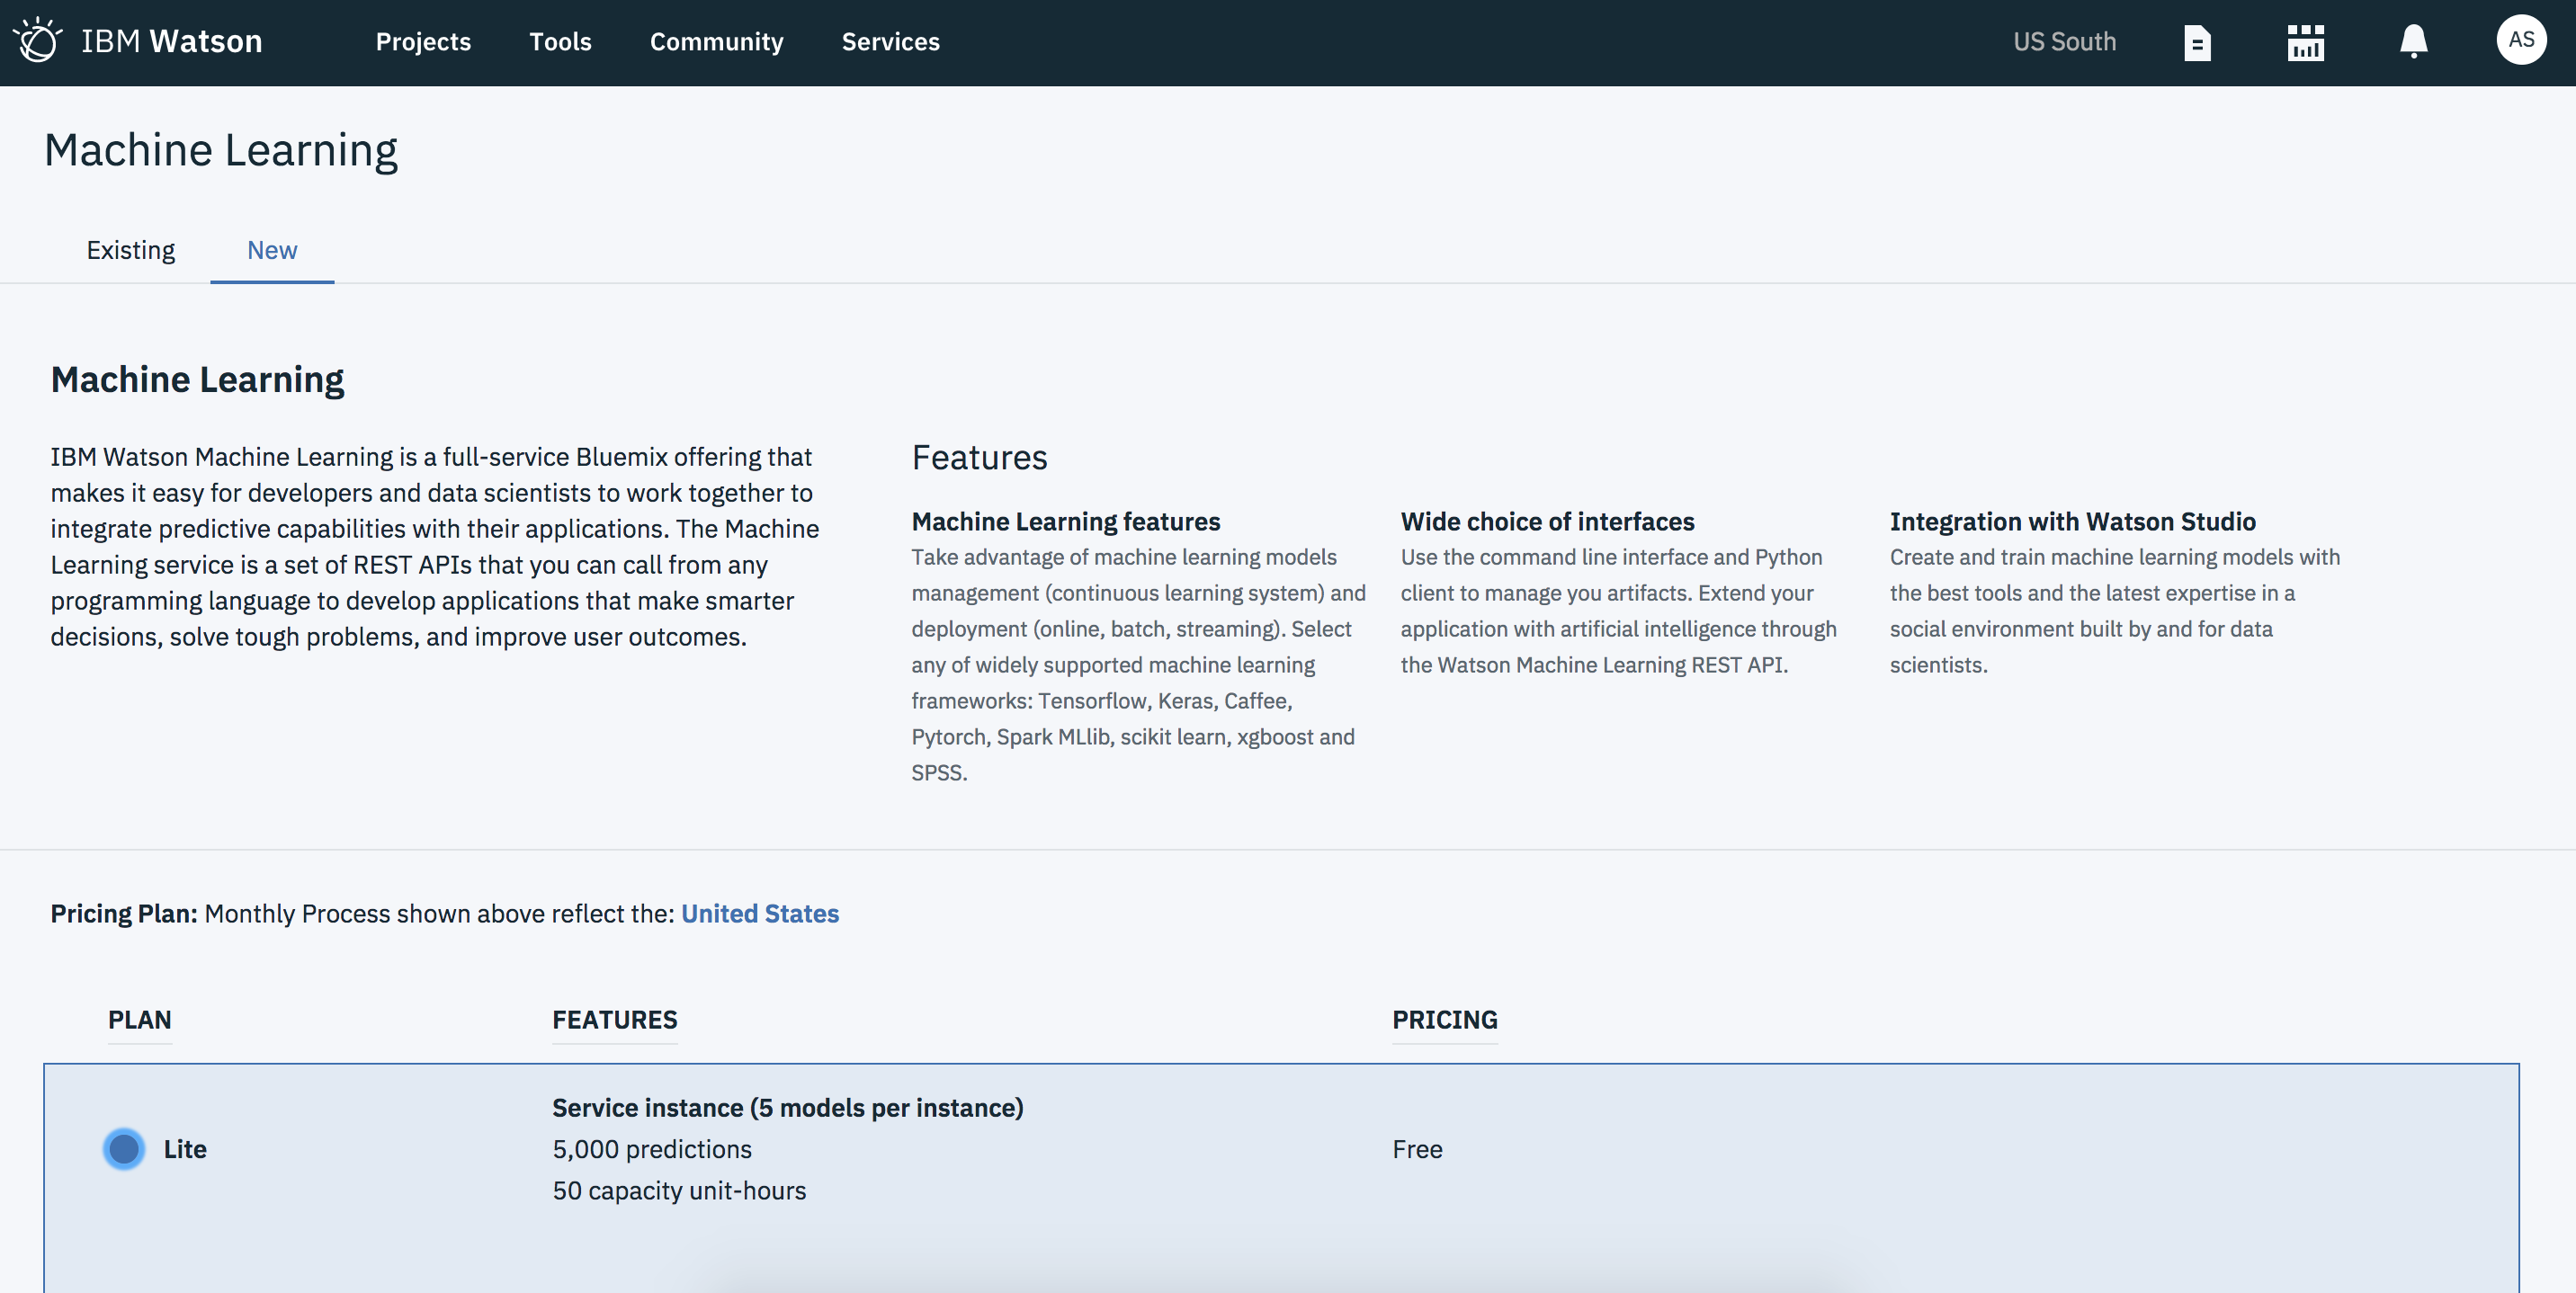 IBM Watson
Projects
Tools
Community
Services
US South
AS
Machine Learning
Existing
New
Machine Learning
IBM Watson Machine Learning is a full-service Bluemix offering that
makes it easy for developers and data scientists to work together to
integrate predictive capabilities with their applications. The Machine
Learning service is a set of REST APIs that you can call from any
programming language to develop applications that make smarter
decisions, solve tough problems, and improve user outcomes.
Features
Machine Learning features
Take advantage of machine learning models
management (continuous learning system) and
deployment (online, batch, streaming). Select
any of widely supported machine learning
frameworks: Tensorflow, Keras, Caffee,
Pytorch, Spark MLlib, scikit learn, xgboost and
SPSS.
Wide choice of interfaces
Use the command line interface and Python
client to manage you artifacts. Extend your
application with artificial intelligence through
the Watson Machine Learning REST API.
Integration with Watson Studio
Create and train machine learning models with
the best tools and the latest expertise in a
social environment built by and for data
scientists.
Pricing Plan: Monthly Process shown above reflect the: United States
PLAN
FEATURES
PRICING
Lite
Service instance (5 models per instance)
5,000 predictions
50 capacity unit-hours
Free